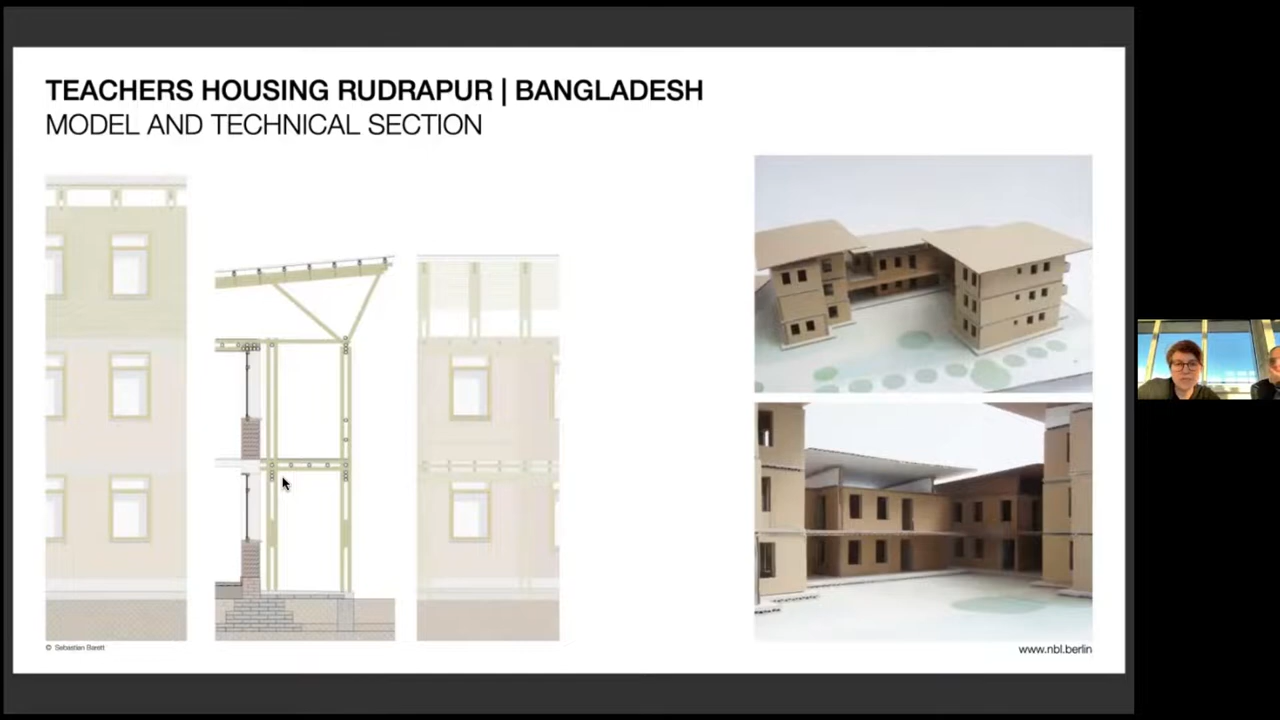 TEACHERS HOUSING RUDRAPUR | BANGLADESH
MODEL AND TECHNICAL SECTION
© Sebastian Barett
www.nbl.berlin